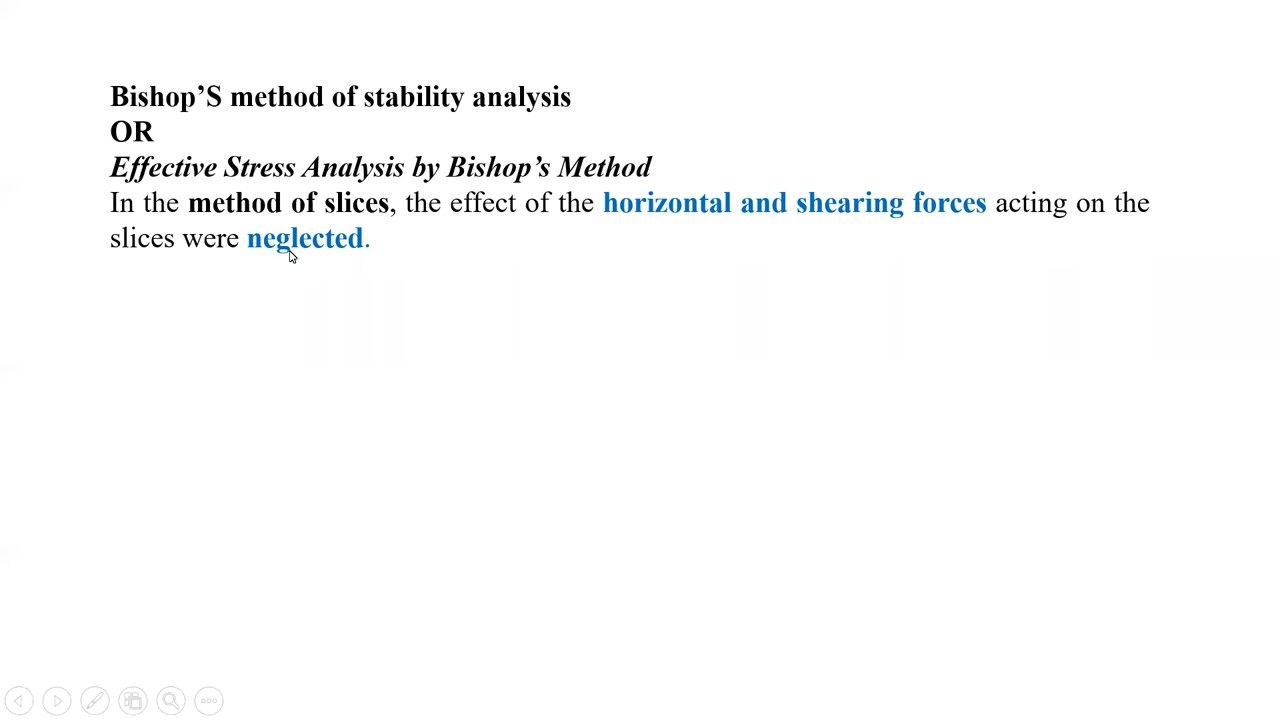 Bishop’S method of stability analysis
OR
Effective Stress Analysis by Bishop’s Method
In the method of slices, the effect of the horizontal and shearing forces acting on the
slices were neglected.